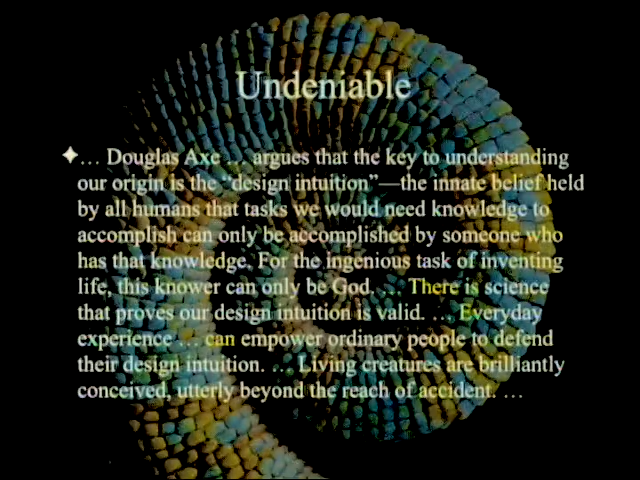 Undeniable
… Douglas Axe … argues that the key to understanding
our origin is the “design intuition”—the innate belief held
by all humans that tasks we would need knowledge to
accomplish can only be accomplished by someone who
has that knowledge. For the ingenious task of inventing
life, this knower can only be God. … There is science
that proves our design intuition is valid. … Everyday
experience … can empower ordinary people to defend
their design intuition. … Living creatures are brilliantly
conceived, utterly beyond the reach of accident. …